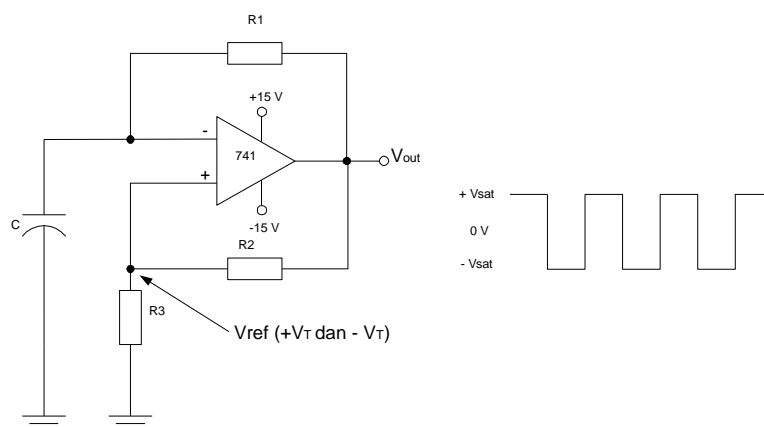 R1
+15 V
-
741
+
Vout
-15 V
C
R2
R3
Vref (+VT dan - VT)
+ Vsat
0 V
- Vsat